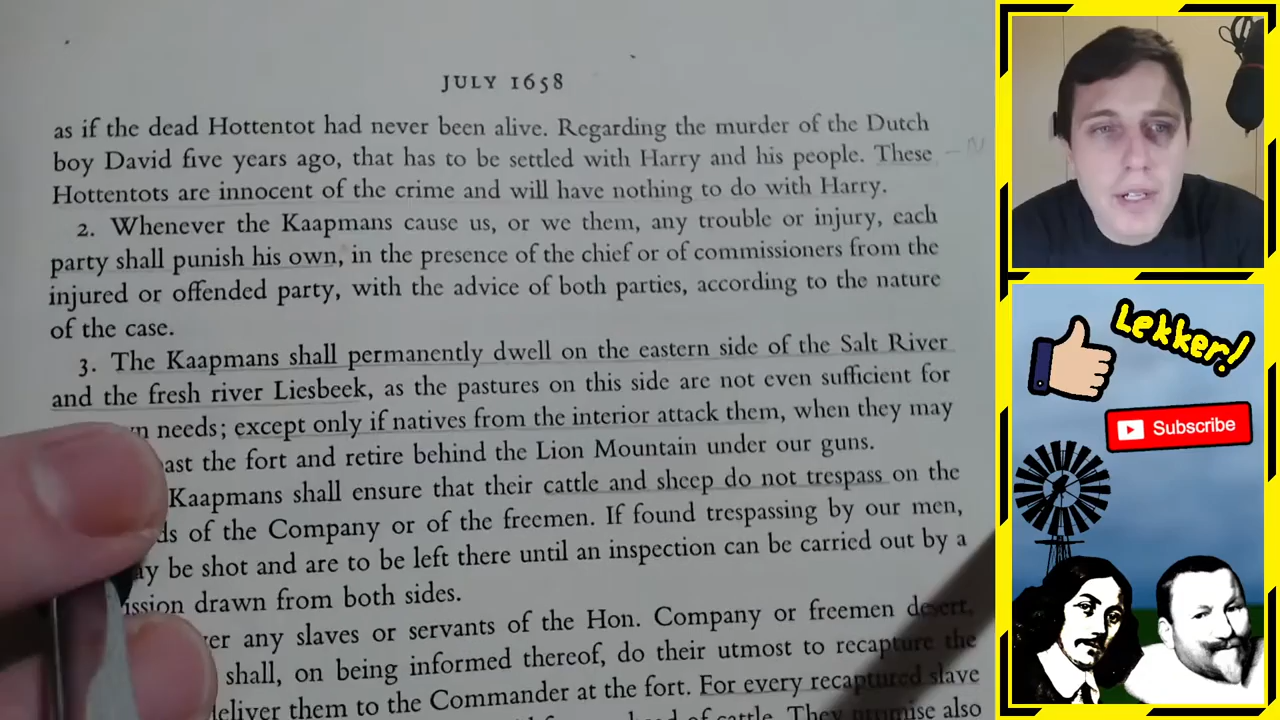 JULY 1658
as if the dead Hottentot had never been alive. Regarding the murder of the Dutch
boy David five years ago, that has to be settled with Harry and his people. These
Hottentots are innocent of the crime and will have nothing to do with Harry.
2. Whenever the Kaapmans cause us, or we them, any trouble or injury, each
party shall punish his own, in the presence of the chief or of commissioners from the
injured or offended party, with the advice of both parties, according to the nature
of the case.
3. The Kaapmans shall permanently dwell on the eastern side of the Salt River
and the fresh river Liesbeek, as the pastures on this side are not even sufficient for
needs; except only if natives from the interior attack them, when they may
the fort and retire behind the Lion Mountain under our guns.
Kaapmans shall ensure that their cattle and sheep do not trespass on the
of the Company or of the freemen. If found trespassing by our men,
be shot and are to be left there until an inspection can be carried out by a
drawn from both sides.
any slaves or servants of the Hon. Company or freemen desert,
shall, on being informed thereof, do their utmost to recapture the
deliver them to the Commander at the fort. For every recaptured slave
head of cattle. They promise also
Lekker!
Subscribe